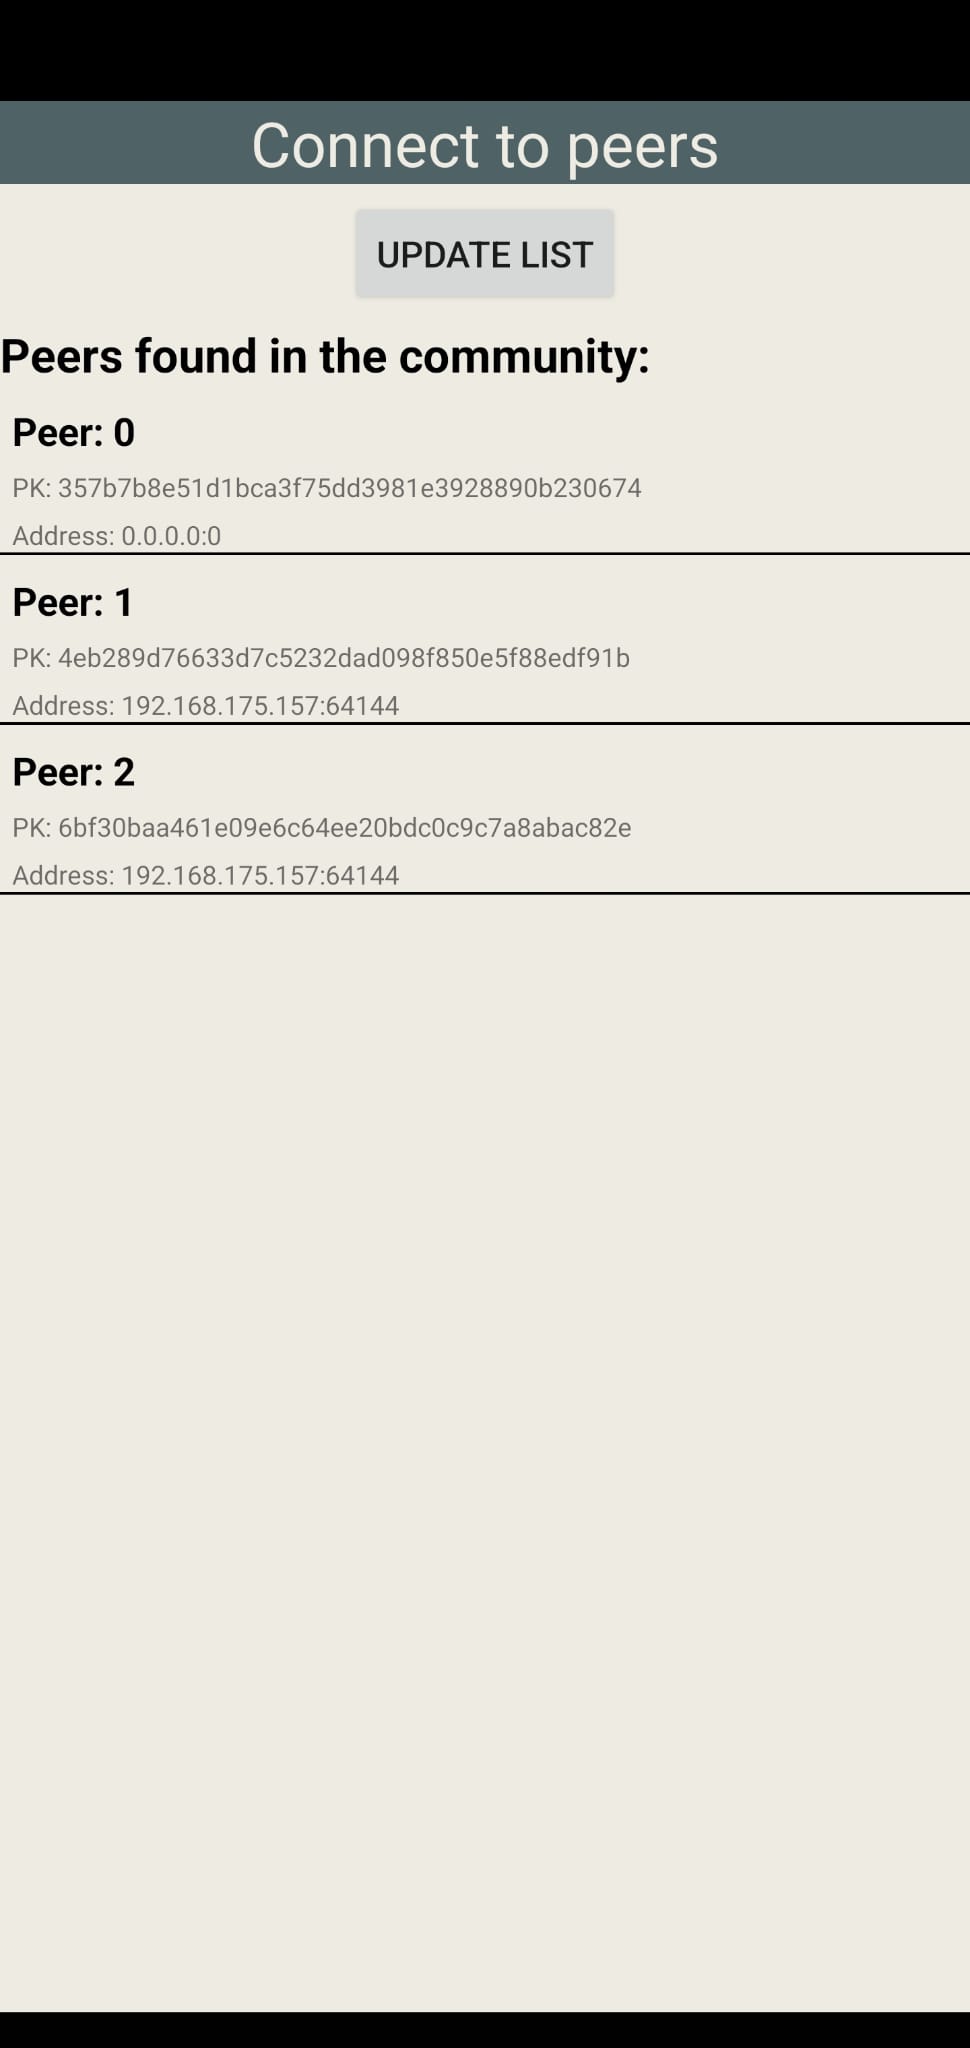 Connect to peers
UPDATE LIST
Peers found in the community:
Peer: 0
PK: 357b7b8e51d1bca3f75dd3981e3928890b230674
Address: 0.0.0.0:0
Peer: 1
PK: 4eb289d76633d7c5232dad098f850e5f88edf91b
Address: 192.168.175.157:64144
Peer: 2
PK: 6bf30baa461e09e6c64ee20bdc0c9c7a8abac82e
Address: 192.168.175.157:64144